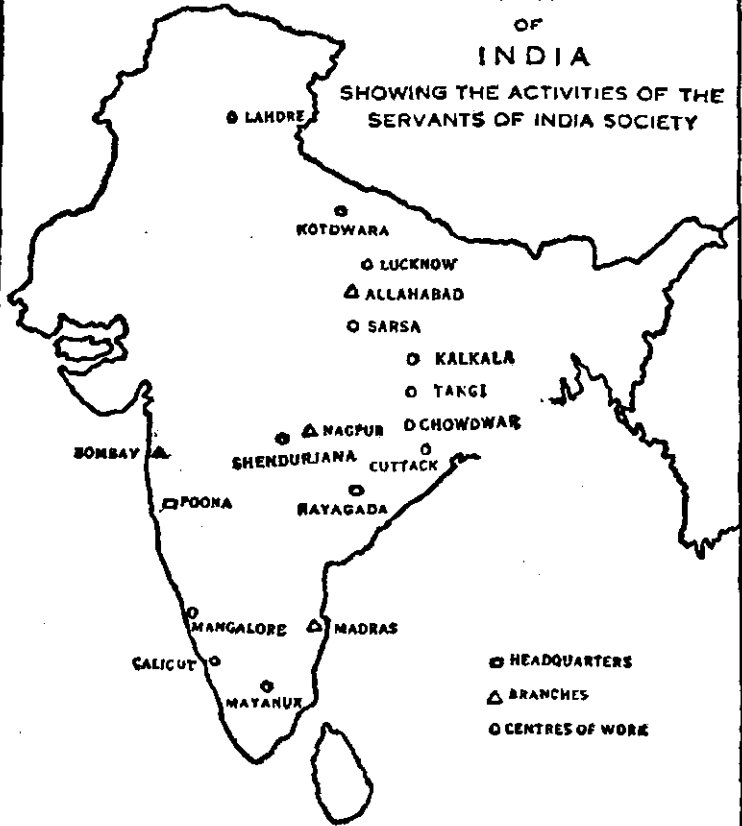 OF
INDIA
SHOWING THE ACTIVITIES OF THE
SERVANTS OF INDIA SOCIETY
LAHORE
KOTDWARA
LUCKNOW
ALLAHABAD
SARSA
KALKALA
TANGI
CHOWDWAR
NAGPUR
BOMBAY
SHENDURJANA
CUTTACK
POONA
RAYAGADA
MANGALORE
MADRAS
CALICUT
MAYANUR
HEADQUARTERS
BRANCHES
CENTRES OF WORK